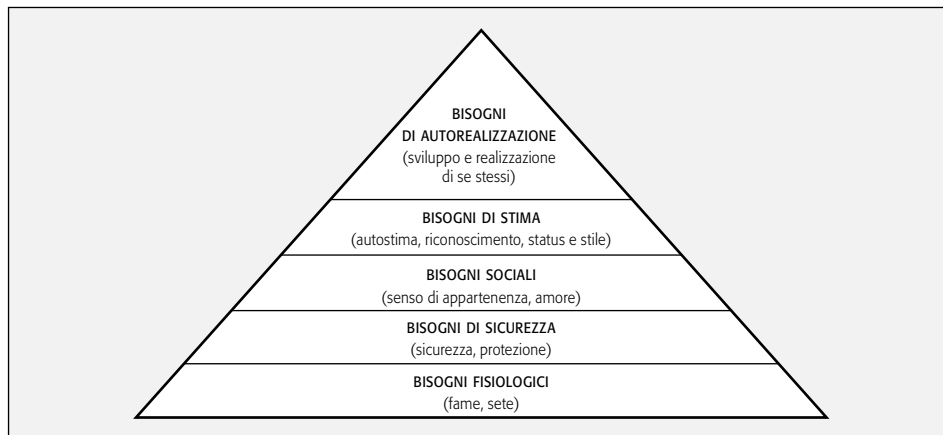 BISOGNI
DI AUTOREALIZZAZIONE
(sviluppo e realizzazione
di se stessi)
BISOGNI DI STIMA
(autostima, riconoscimento, status e stile)
BISOGNI SOCIALI
(senso di appartenenza, amore)
BISOGNI DI SICUREZZA
(sicurezza, protezione)
BISOGNI FISIOLOGICI
(fame, sete)